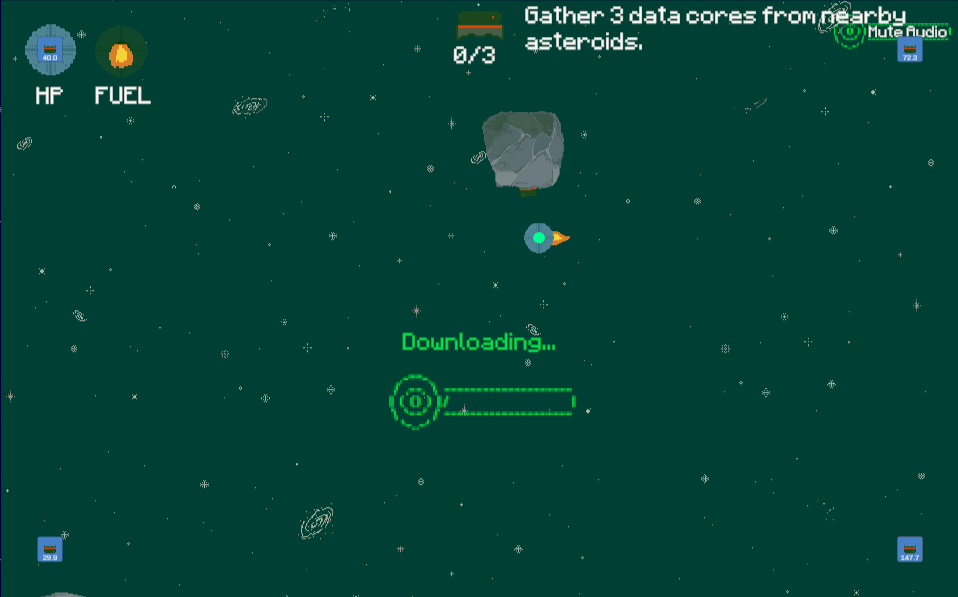 Gather 3 data cores from nearby
asteroids.
0/3
Mute Audio
40.0
72.3
HP
FUEL
Downloading...
29.9
147.7